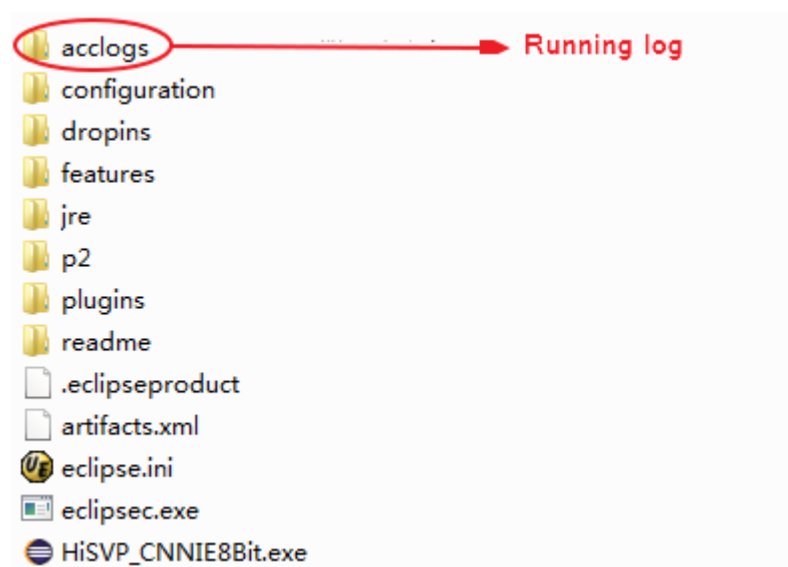 acclogs Running log
configuration
dropins
features
jre
p2
plugins
readme
.eclipseproduct
artifacts.xml
eclipse.ini
eclipsec.exe
HiSVP_CNNIE8Bit.exe